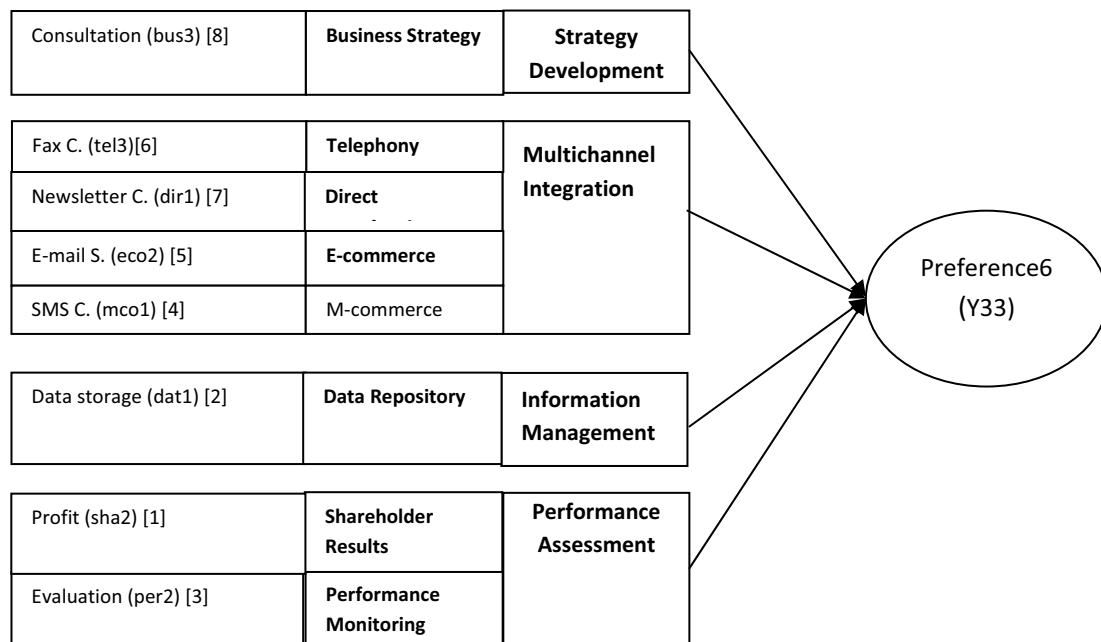 Consultation (bus3) [8] Business Strategy Strategy
Development
Fax C. (tel3)[6] Telephony Multichannel
Integration
Newsletter C. (dir1) [7] Direct
E-mail S. (eco2) [5] E-commerce
SMS C. (mco1) [4] M-commerce
Preference6
(Y33)
Data storage (dat1) [2] Data Repository Information
Management
Profit (sha2) [1] Shareholder
Results
Performance
Assessment
Evaluation (per2) [3] Performance
Monitoring